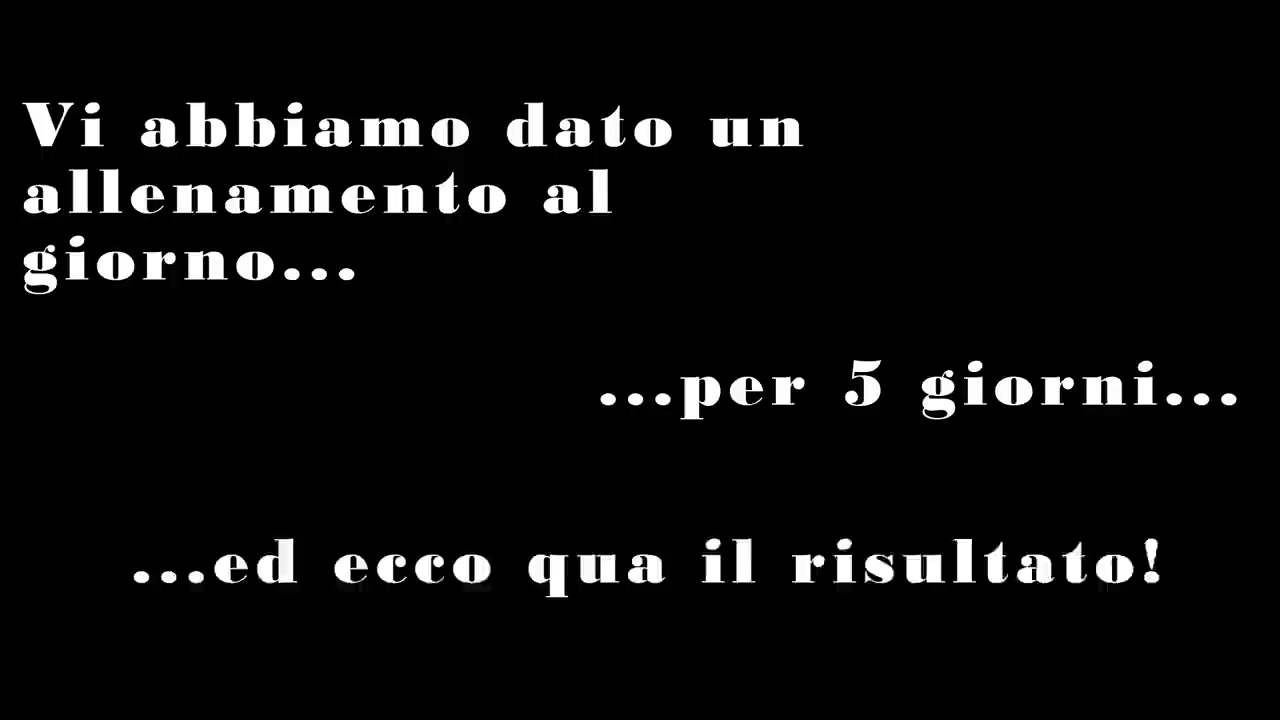 Vi abbiamo dato un
allenamento al
giorno...
...per 5 giorni...
...ed ecco qua il risultato!